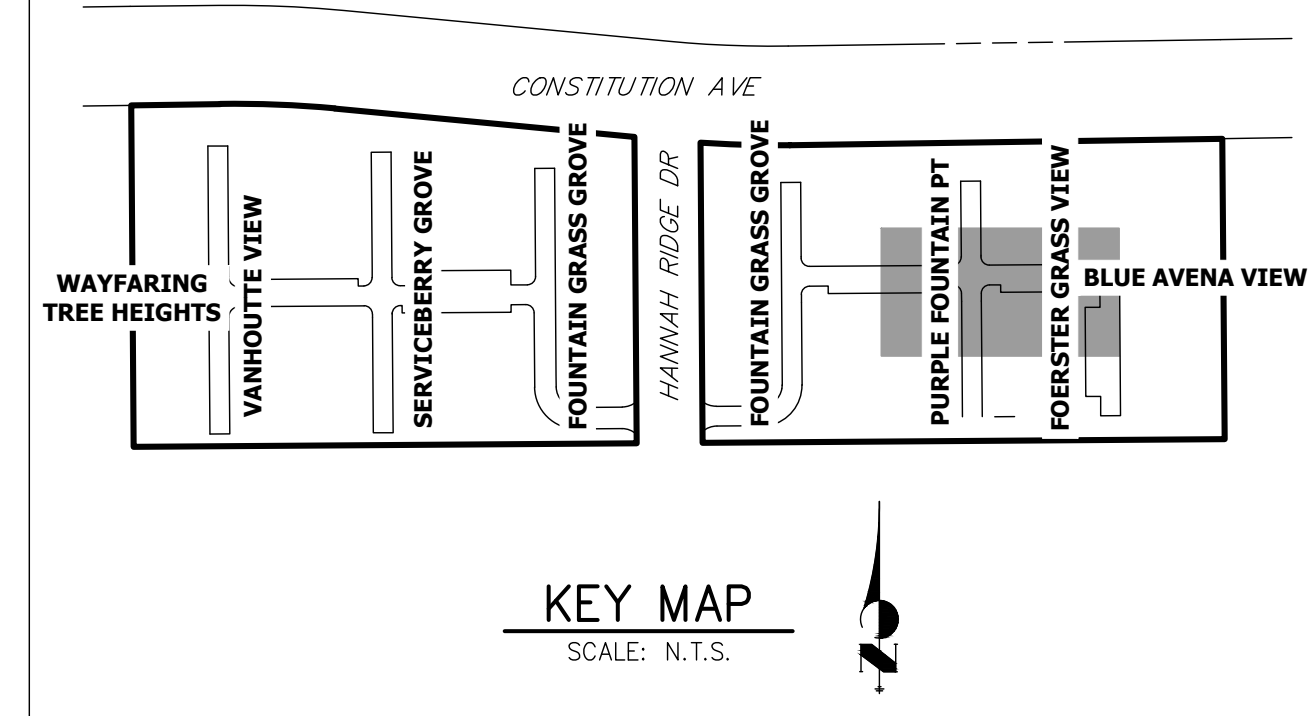 CONSTITUTION AVE
WAYFARING
TREE HEIGHTS
VANHOUTTE VIEW
SERVICEBERRY GROVE
FOUNTAIN GRASS GROVE
HANNAH RIDGE DR
FOUNTAIN GRASS GROVE
PURPLE FOUNTAIN PT
FOERSTER GRASS VIEW
BLUE AVENA VIEW
KEY MAP
SCALE: N.T.S.
N